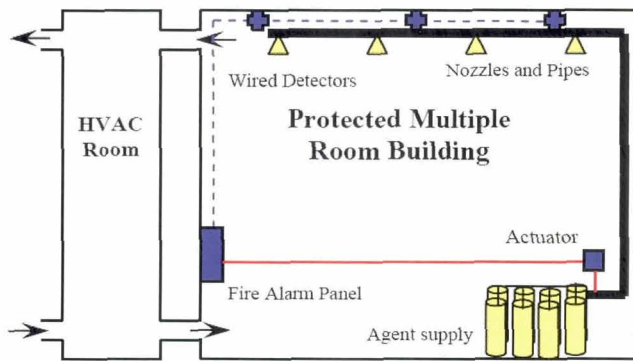 Wired Detectors
Nozzles and Pipes
HVAC
Room
Protected Multiple
Room Building
Actuator
Fire Alarm Panel
Agent supply